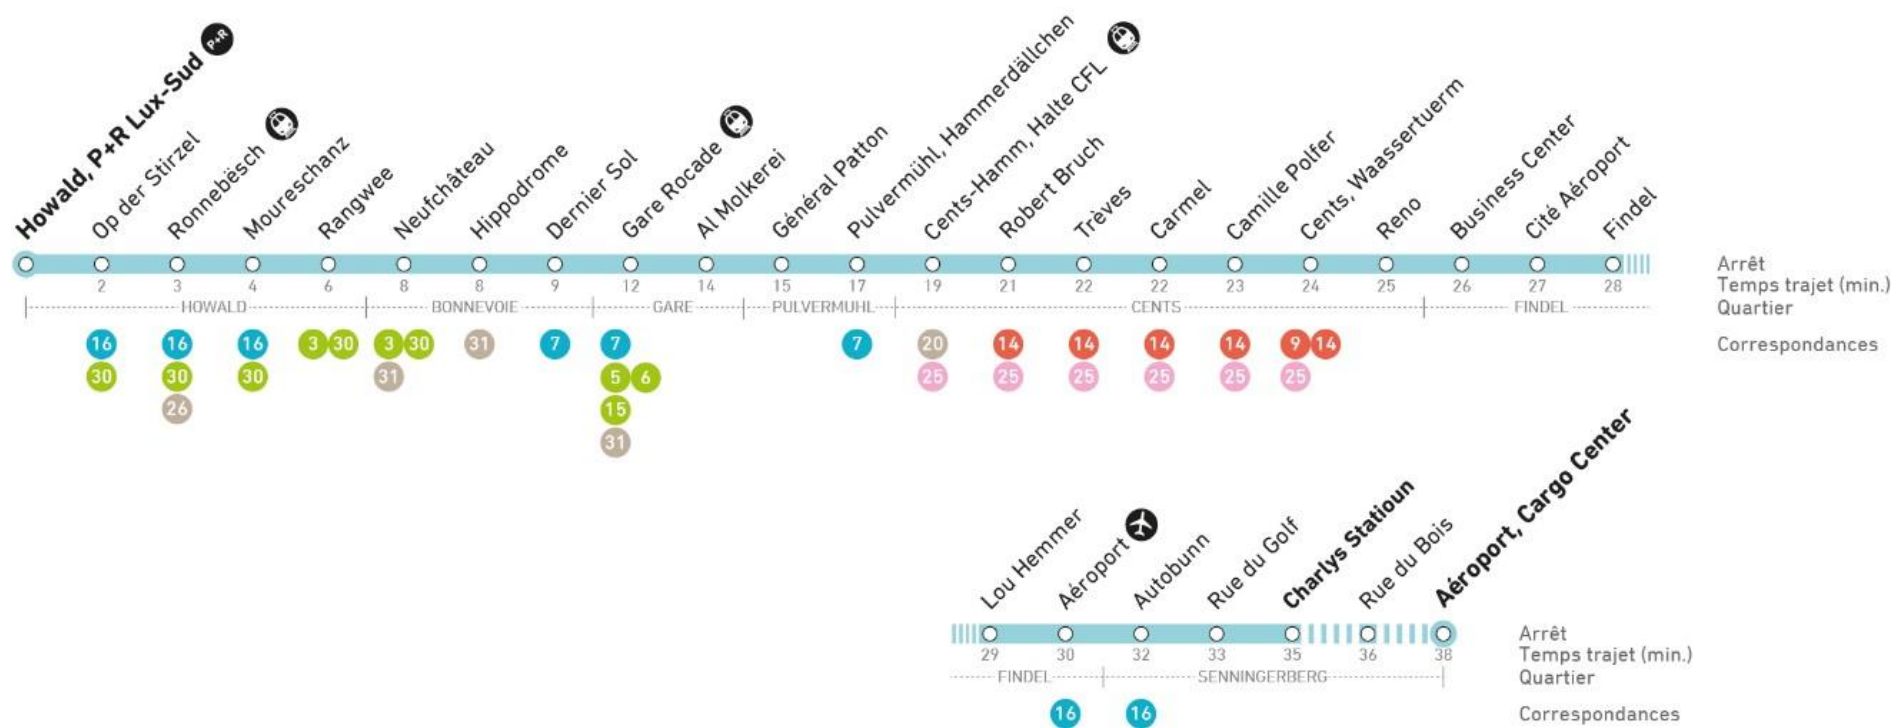 Howald, P+R Lux-Sud P+R
Op der Stirzel
Ronnebësch
Moureschanz
Rangwee
Neufchâteau
Hippodrome
Dernier Sol
Gare Rocade
Al Molkerei
Général Patton
Pulvermühl, Hammerdällchen
Cents-Hamm, Halte CFL
Robert Bruch
Trèves
Carmel
Camille Polfer
Cents, Waassertuerm
Reno
Business Center
Cité Aéroport
Findel
Arrêt
2 3 4 6 8 8 9 12 14 15 17 19 21 22 22 23 24 25 26 27 28 Temps trajet (min.)
HOWALD BONNEVOIE GARE PULVERMUHL CENTS FINDEL Quartier
16 16 16 3 30 3 30 31 7 7 7 20 14 14 14 14 9 14 Correspondances
30 30 30 31 5 6 25 25 25 25 25 25
26 15
31
Lou Hemmer
Aéroport
Autobunn
Rue du Golf
Charlys Statioun
Rue du Bois
Aéroport, Cargo Center
Arrêt
29 30 32 33 35 36 38 Temps trajet (min.)
FINDEL SENNINGERBERG Quartier
16 16 Correspondances